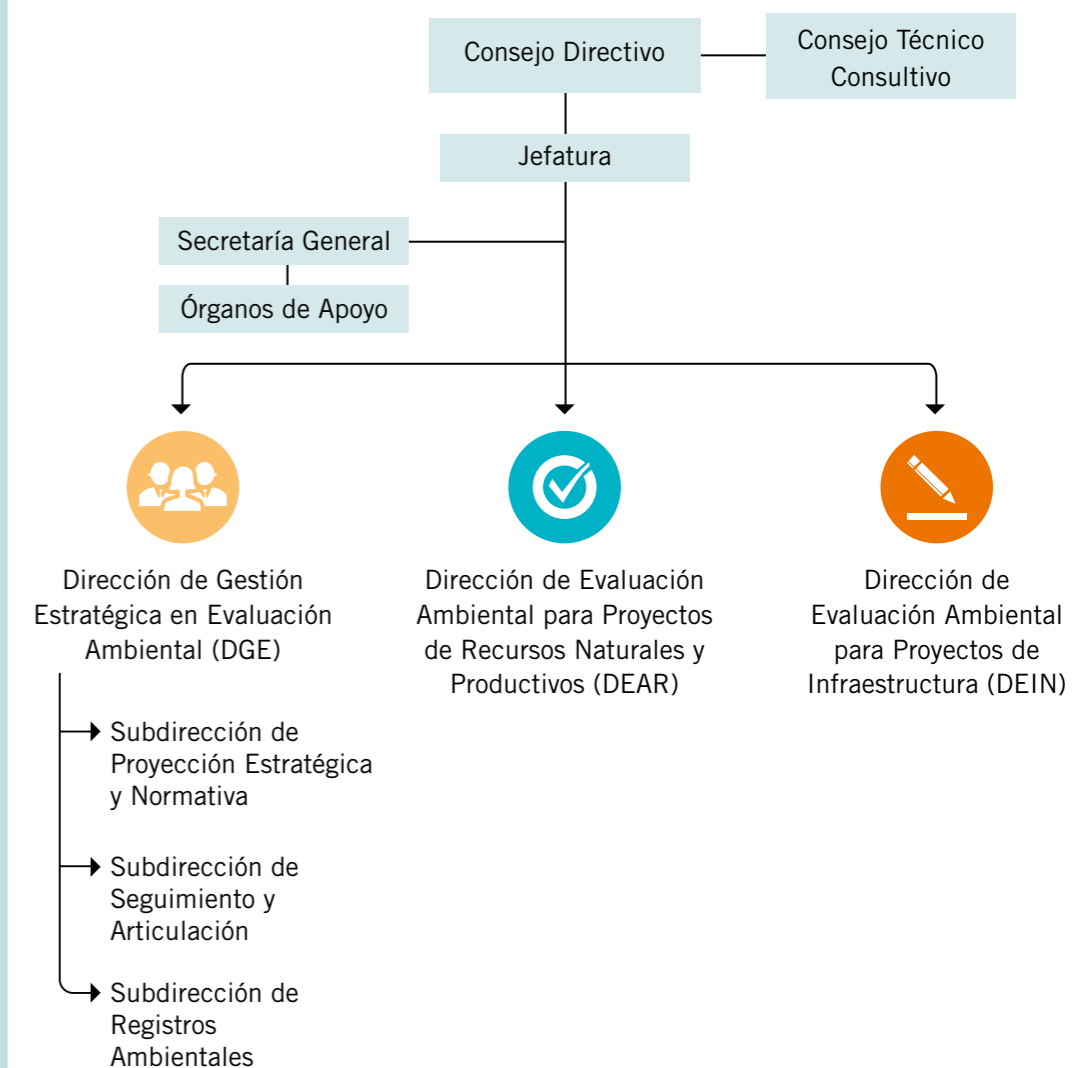 Consejo Directivo
Consejo Técnico
Consultivo
Jefatura
Secretaría General
Órganos de Apoyo
Dirección de Gestión
Estratégica en Evaluación
Ambiental (DGE)
Dirección de Evaluación
Ambiental para Proyectos
de Recursos Naturales y
Productivos (DEAR)
Dirección de
Evaluación Ambiental
para Proyectos de
Infraestructura (DEIN)
Subdirección de
Proyección Estratégica
y Normativa
Subdirección de
Seguimiento y
Articulación
Subdirección de
Registros
Ambientales